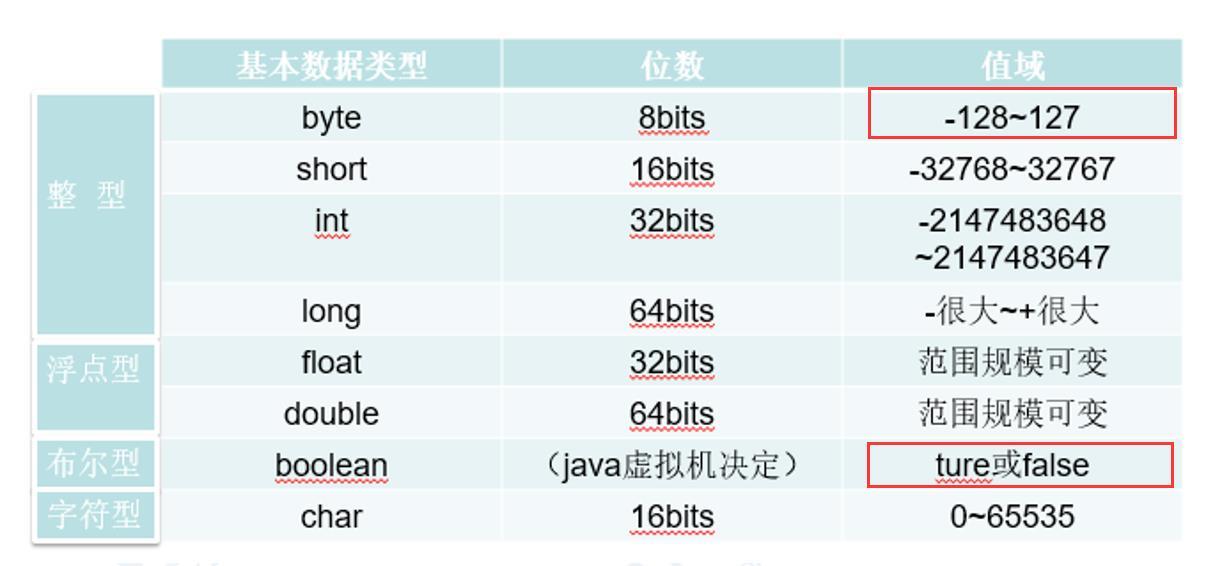 基本数据类型 位数 值域
整 型
byte 8bits -128~127
short 16bits -32768~32767
int 32bits -2147483648
~2147483647
long 64bits -很大~+很大
浮点型
float 32bits 范围规模可变
double 64bits 范围规模可变
布尔型 boolean （java虚拟机决定） ture或false
字符型 char 16bits 0~65535